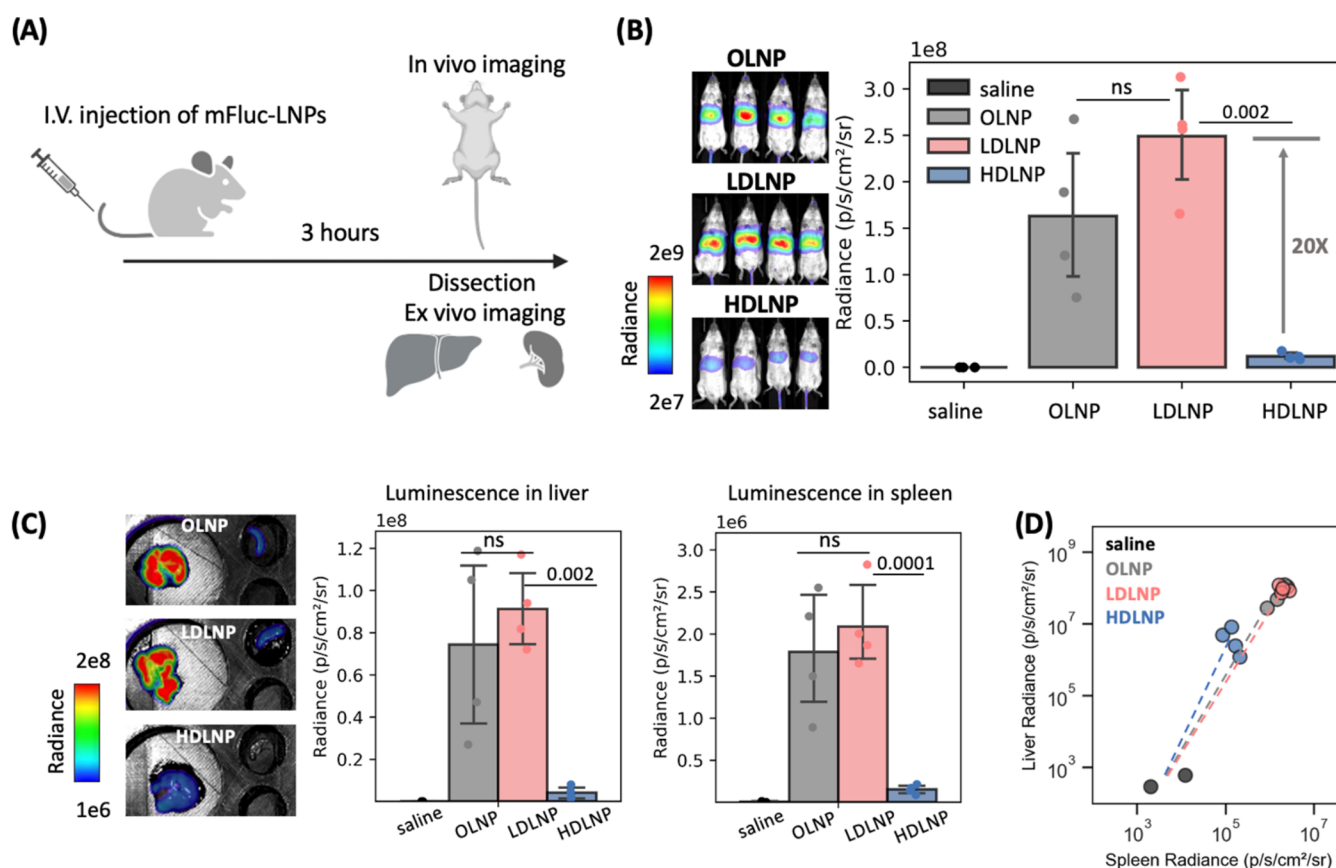 (A)
I.V. injection of mFluc-LNPs
3 hours
In vivo imaging
Dissection
Ex vivo imaging
(B)
OLNP
LDLNP
HDLNP
2e9
Radiance
2e7
1e8
Radiance (p/s/cm²/sr)
3.0
2.5
2.0
1.5
1.0
0.5
0.0
saline
OLNP
LDLNP
HDLNP
ns
0.002
20X
saline
OLNP
LDLNP
HDLNP
(C)
OLNP
LDLNP
HDLNP
2e8
Radiance
1e6
Luminescence in liver
1e8
Radiance (p/s/cm²/sr)
1.2
1.0
0.8
0.6
0.4
0.2
ns
0.002
saline
OLNP
LDLNP
HDLNP
Luminescence in spleen
1e6
Radiance (p/s/cm²/sr)
3.0
2.5
2.0
1.5
1.0
0.5
ns
0.0001
saline
OLNP
LDLNP
HDLNP
(D)
saline
OLNP
LDLNP
HDLNP
Liver Radiance (p/s/cm²/sr)
10⁹
10⁷
10⁵
10³
10³
10⁵
10⁷
Spleen Radiance (p/s/cm²/sr)